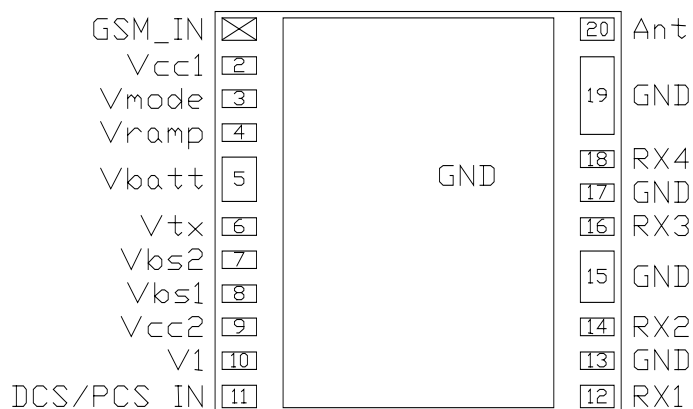 GSM_IN 20 Ant
Vcc1 2
Vmode 3 19 GND
Vramp 4
Vbatt 5 GND 18 RX4
17 GND
Vtx 6 16 RX3
Vbs2 7 15 GND
Vbs1 8
Vcc2 9 14 RX2
V1 10 13 GND
DCS/PCS IN 11 12 RX1